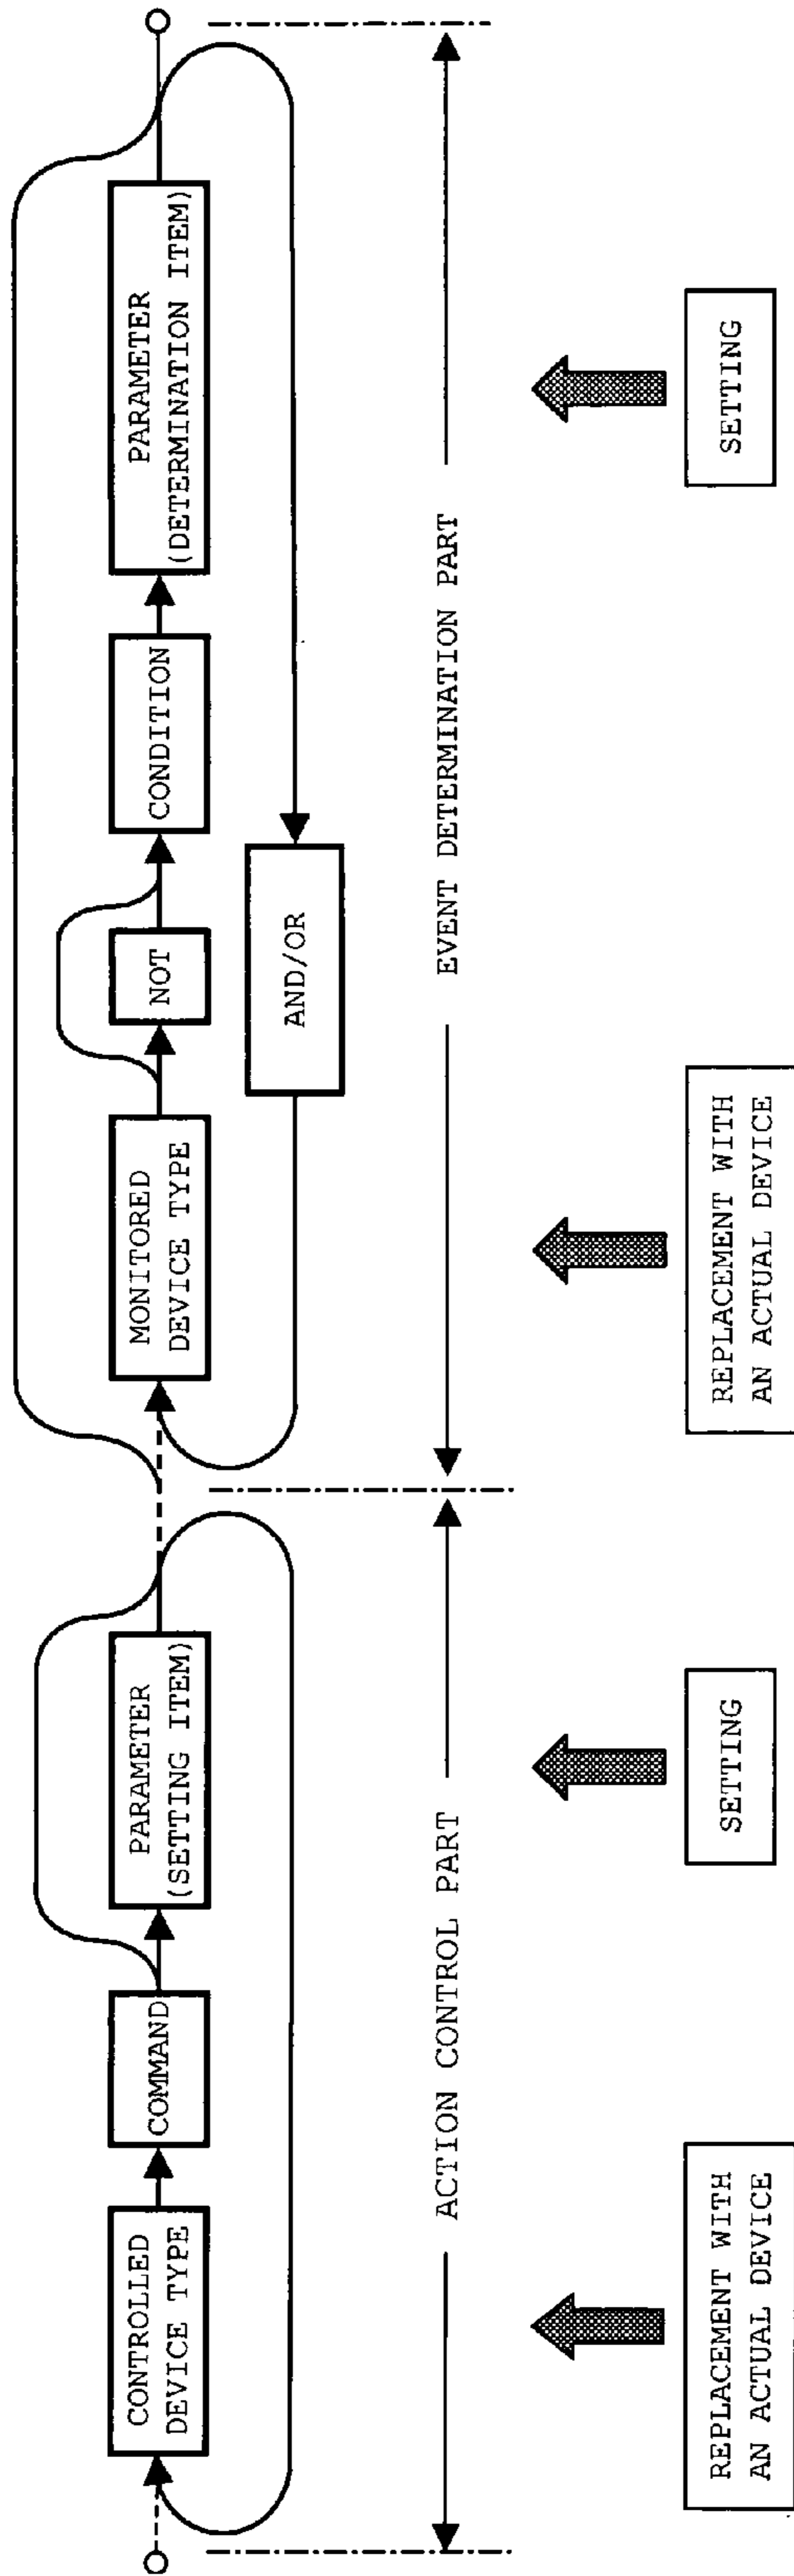 CONTROLLED
DEVICE TYPE
COMMAND
PARAMETER
(SETTING ITEM)
MONITORED
DEVICE TYPE
NOT
CONDITION
PARAMETER
(DETERMINATION ITEM)
AND/OR
ACTION CONTROL PART
EVENT DETERMINATION PART
REPLACEMENT WITH
AN ACTUAL DEVICE
SETTING
REPLACEMENT WITH
AN ACTUAL DEVICE
SETTING